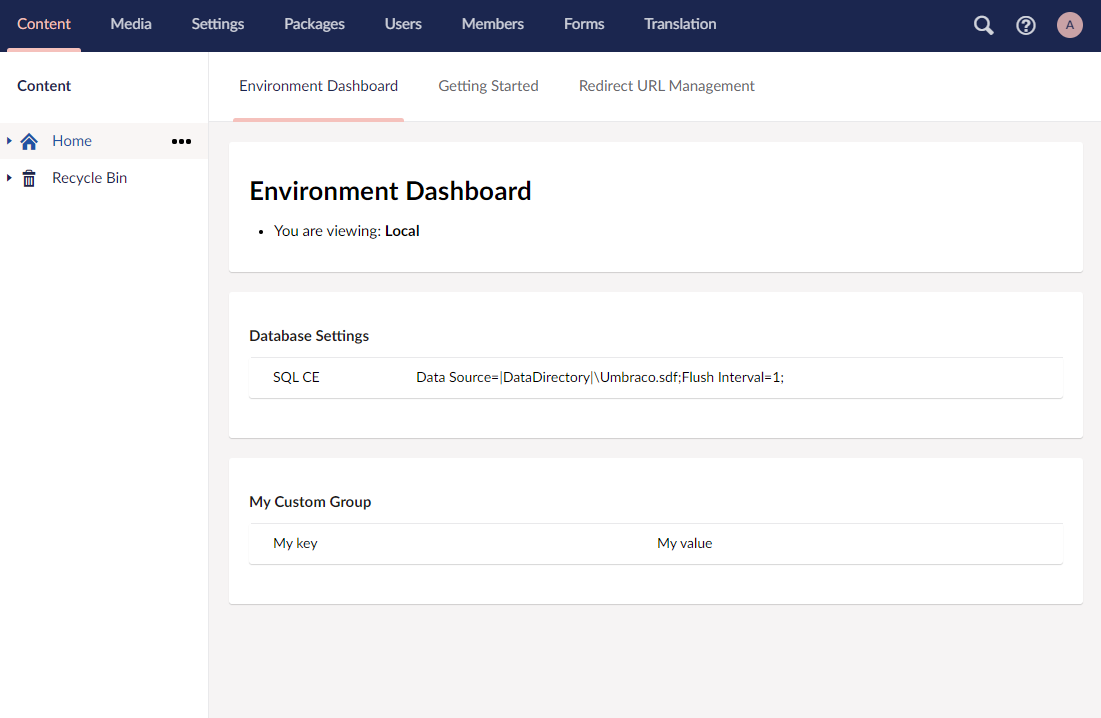 Content Media Settings Packages Users Members Forms Translation A
Content
Home
Recycle Bin
Environment Dashboard Getting Started Redirect URL Management
Environment Dashboard
• You are viewing: Local
Database Settings
SQL CE Data Source=|DataDirectory|\Umbraco.sdf;Flush Interval=1;
My Custom Group
My key My value